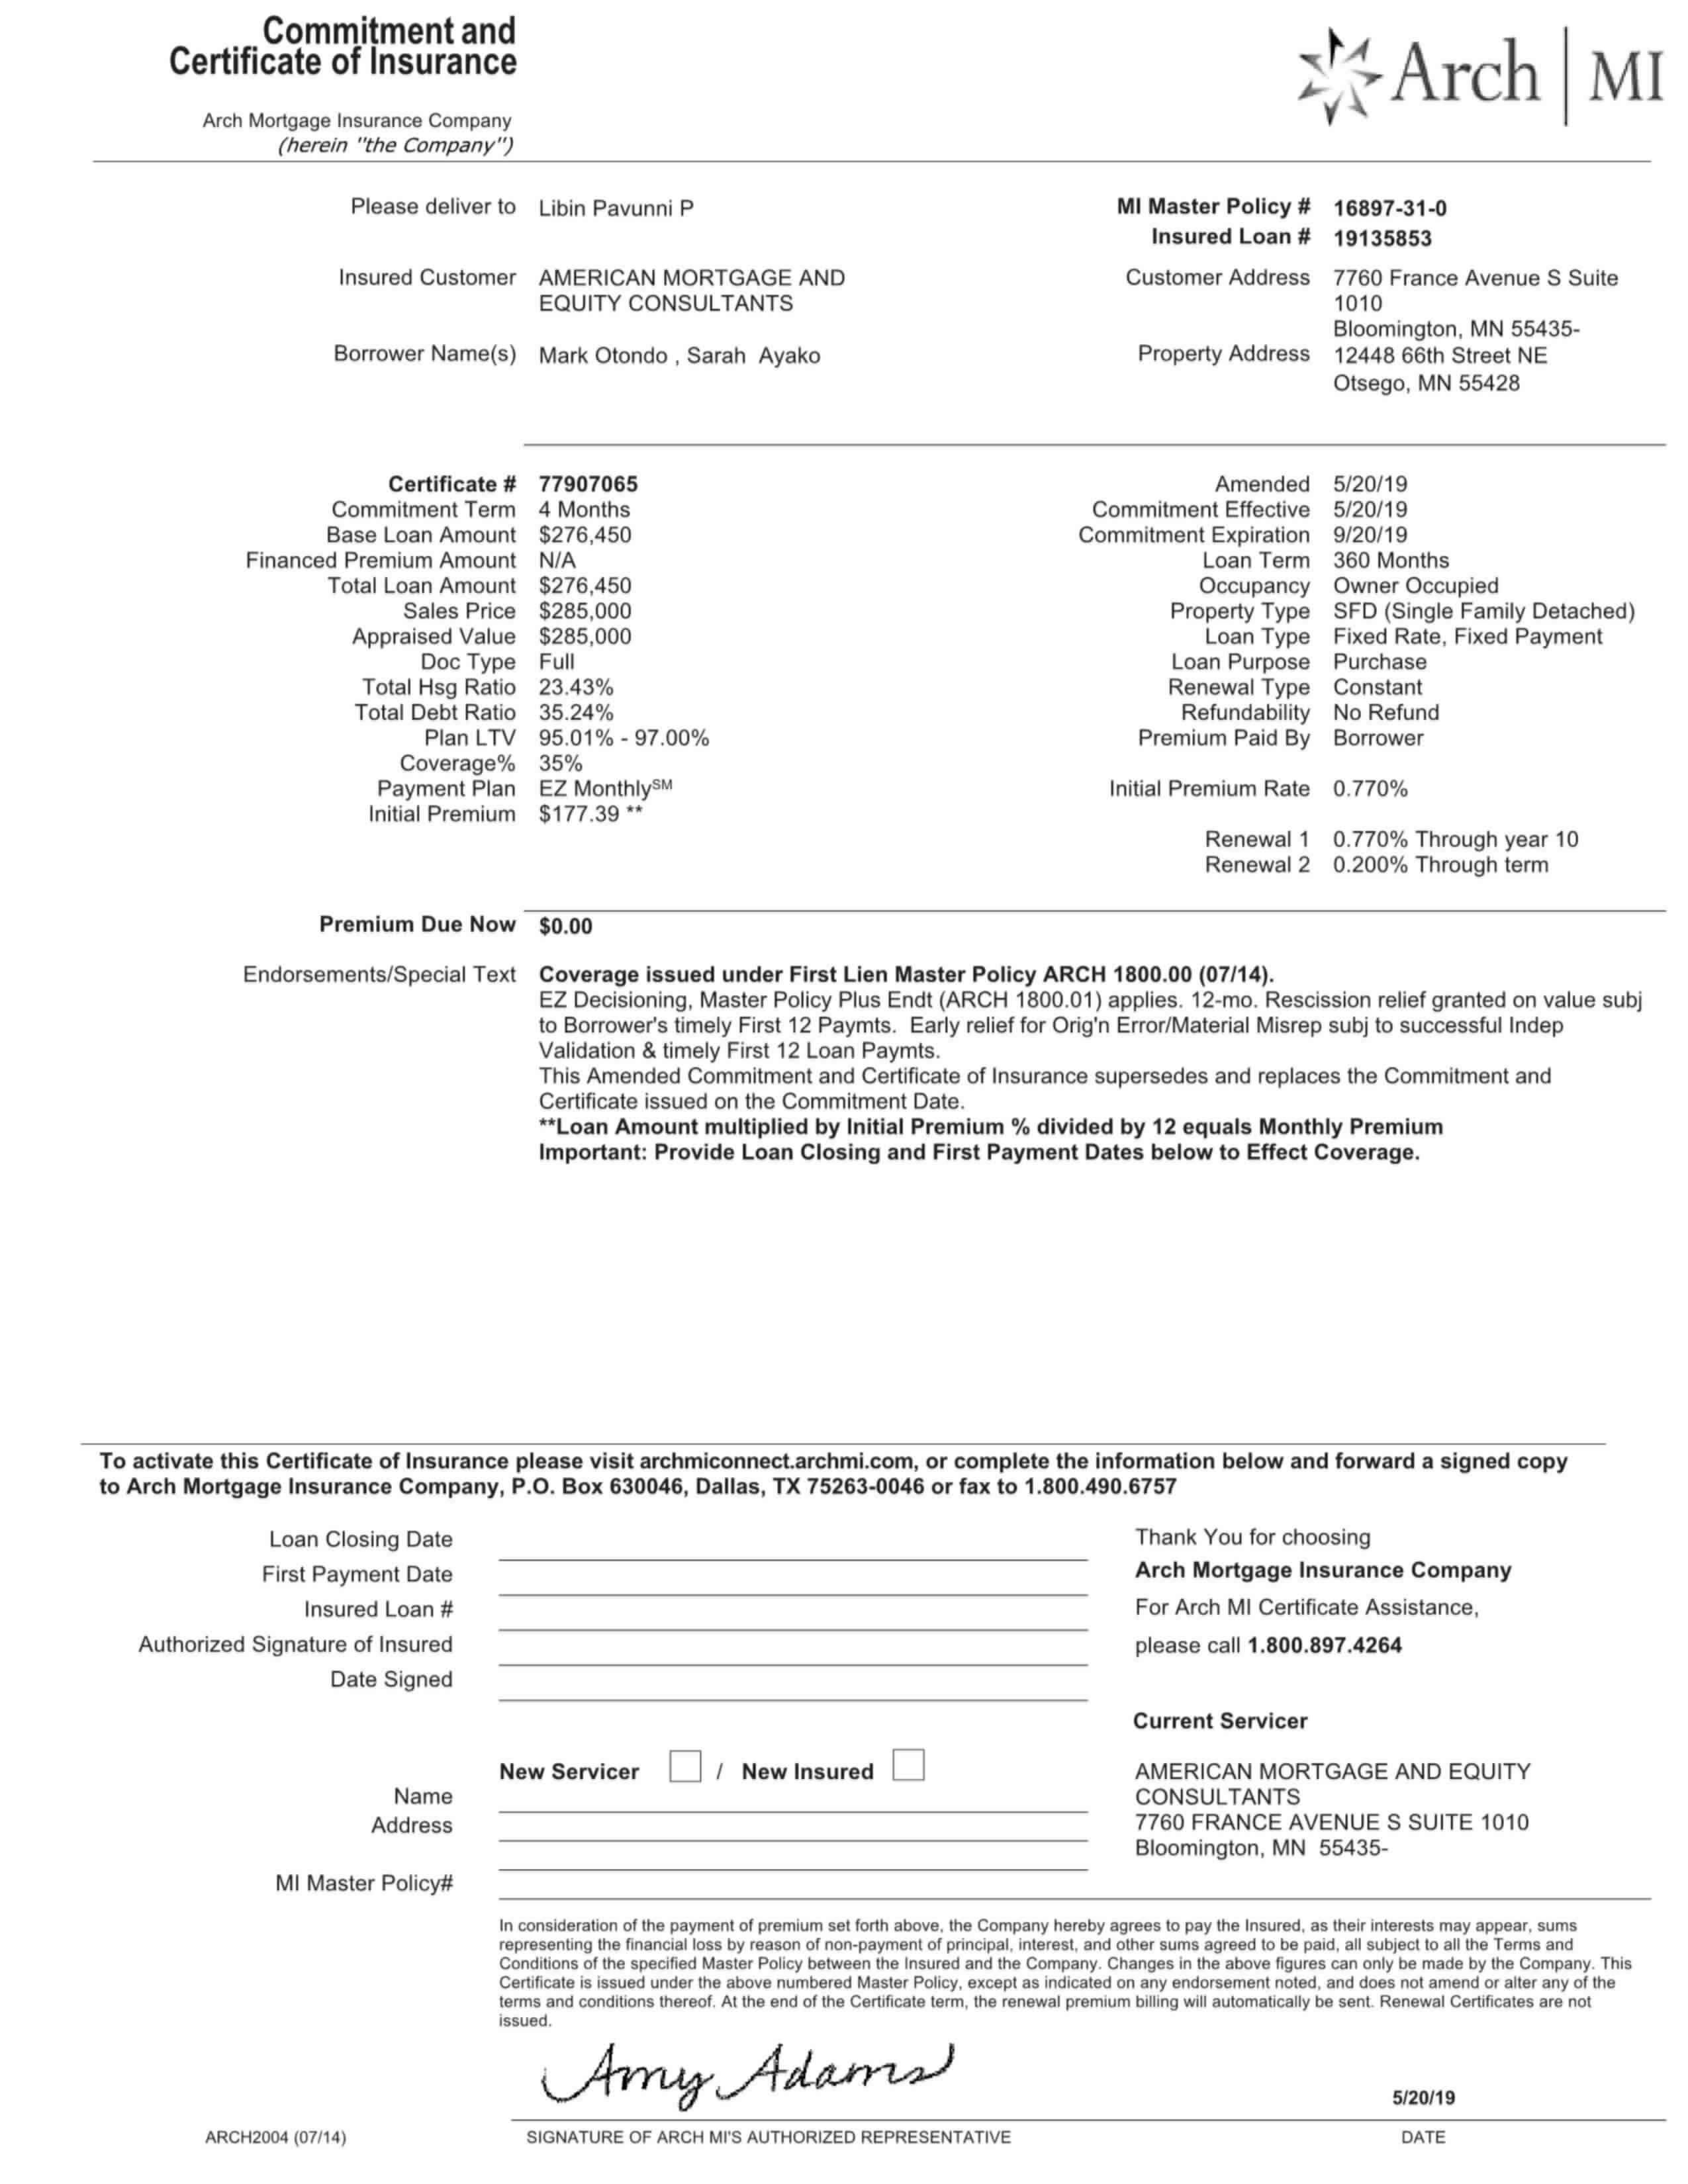 Commitment and
Certificate of Insurance
Arch | MI
Arch Mortgage Insurance Company
(herein "the Company")
Please deliver to Libin Pavunni P
MI Master Policy # 16897-31-0
Insured Loan # 19135853
Insured Customer AMERICAN MORTGAGE AND
EQUITY CONSULTANTS
Customer Address 7760 France Avenue S Suite
1010
Bloomington, MN 55435-
Borrower Name(s) Mark Otondo , Sarah Ayako
Property Address 12448 66th Street NE
Otsego, MN 55428
Certificate # 77907065
Commitment Term 4 Months
Base Loan Amount $276,450
Financed Premium Amount N/A
Total Loan Amount $276,450
Sales Price $285,000
Appraised Value $285,000
Doc Type Full
Total Hsg Ratio 23.43%
Total Debt Ratio 35.24%
Plan LTV 95.01% - 97.00%
Coverage% 35%
Payment Plan EZ Monthly℠
Initial Premium $177.39 **
Amended 5/20/19
Commitment Effective 5/20/19
Commitment Expiration 9/20/19
Loan Term 360 Months
Occupancy Owner Occupied
Property Type SFD (Single Family Detached)
Loan Type Fixed Rate, Fixed Payment
Loan Purpose Purchase
Renewal Type Constant
Refundability No Refund
Premium Paid By Borrower
Initial Premium Rate 0.770%
Renewal 1 0.770% Through year 10
Renewal 2 0.200% Through term
Premium Due Now $0.00
Endorsements/Special Text Coverage issued under First Lien Master Policy ARCH 1800.00 (07/14).
EZ Decisioning, Master Policy Plus Endt (ARCH 1800.01) applies. 12-mo. Rescission relief granted on value subj
to Borrower's timely First 12 Paymts. Early relief for Orig'n Error/Material Misrep subj to successful Indep
Validation & timely First 12 Loan Paymts.
This Amended Commitment and Certificate of Insurance supersedes and replaces the Commitment and
Certificate issued on the Commitment Date.
**Loan Amount multiplied by Initial Premium % divided by 12 equals Monthly Premium
Important: Provide Loan Closing and First Payment Dates below to Effect Coverage.
To activate this Certificate of Insurance please visit archmiconnect.archmi.com, or complete the information below and forward a signed copy
to Arch Mortgage Insurance Company, P.O. Box 630046, Dallas, TX 75263-0046 or fax to 1.800.490.6757
Loan Closing Date
First Payment Date
Insured Loan #
Authorized Signature of Insured
Date Signed
Thank You for choosing
Arch Mortgage Insurance Company
For Arch MI Certificate Assistance,
please call 1.800.897.4264
Current Servicer
AMERICAN MORTGAGE AND EQUITY
CONSULTANTS
7760 FRANCE AVENUE S SUITE 1010
Bloomington, MN 55435-
New Servicer / New Insured
Name
Address
MI Master Policy#
In consideration of the payment of premium set forth above, the Company hereby agrees to pay the Insured, as their interests may appear, sums
representing the financial loss by reason of non-payment of principal, interest, and other sums agreed to be paid, all subject to all the Terms and
Conditions of the specified Master Policy between the Insured and the Company. Changes in the above figures can only be made by the Company. This
Certificate is issued under the above numbered Master Policy, except as indicated on any endorsement noted, and does not amend or alter any of the
terms and conditions thereof. At the end of the Certificate term, the renewal premium billing will automatically be sent. Renewal Certificates are not
issued.
Amy Adams
5/20/19
ARCH2004 (07/14)
SIGNATURE OF ARCH MI'S AUTHORIZED REPRESENTATIVE
DATE